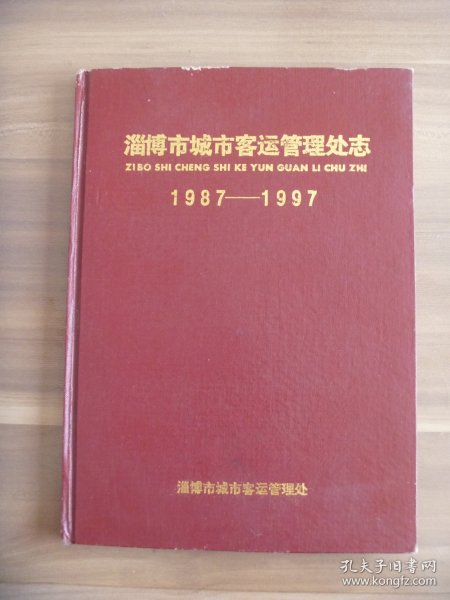 淄博市城市客运管理处志
ZIBO SHI CHENG SHI KE YUN GUAN LI CHU ZHI
1987——1997
淄博市城市客运管理处
孔夫子旧书网
www.kongfz.com